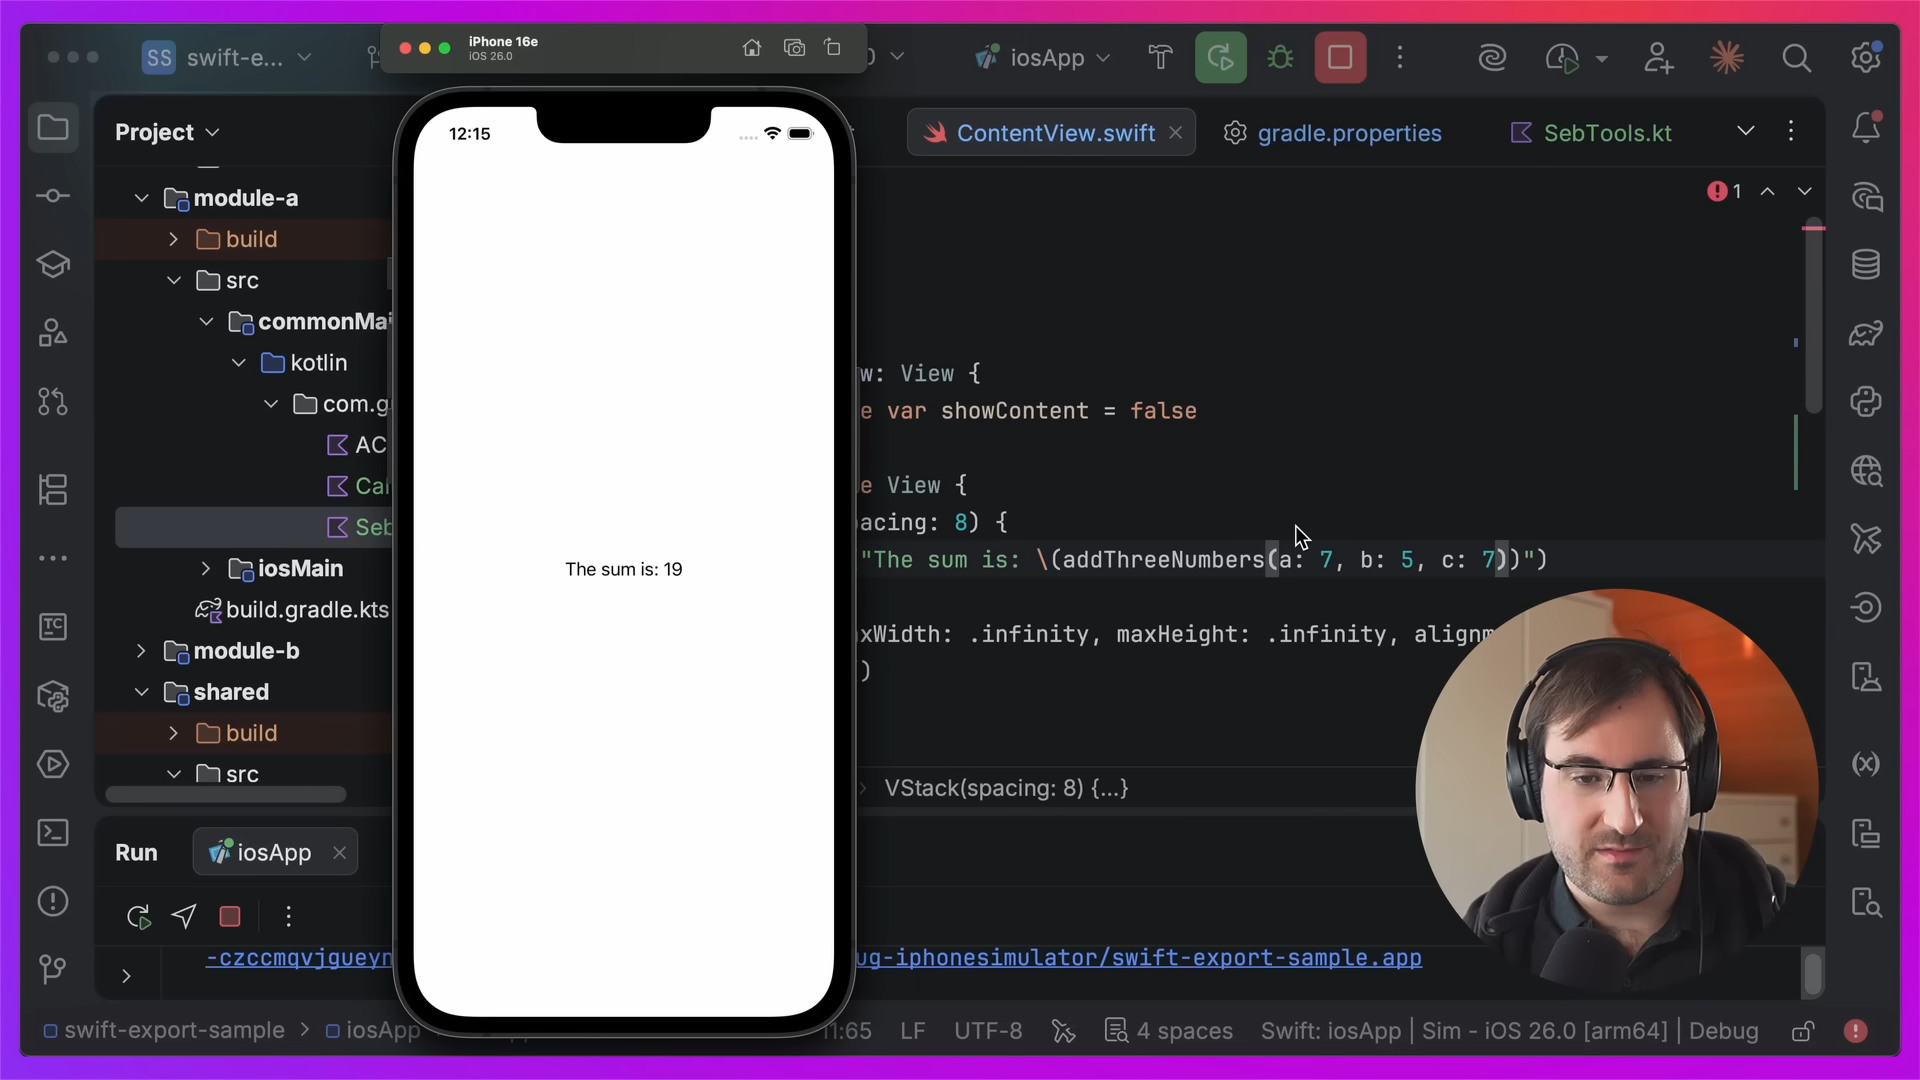 SS swift-e...
iPhone 16e
iOS 26.0
iosApp
Project
ContentView.swift
gradle.properties
SebTools.kt
1
module-a
build
src
commonMai
kotlin
com.g
AC
Cal
Seb
iosMain
build.gradle.kts
module-b
shared
build
src
12:15
The sum is: 19
w: View {
e var showContent = false
e View {
acing: 8) {
"The sum is: \(addThreeNumbers(a: 7, b: 5, c: 7))")
xWidth: .infinity, maxHeight: .infinity, alignm
)
VStack(spacing: 8) {...}
Run
iosApp
-czccmqvjgueyn
ug-iphonesimulator/swift-export-sample.app
swift-export-sample > iosApp
11:65 LF UTF-8 4 spaces Swift: iosApp | Sim - iOS 26.0 [arm64] | Debug